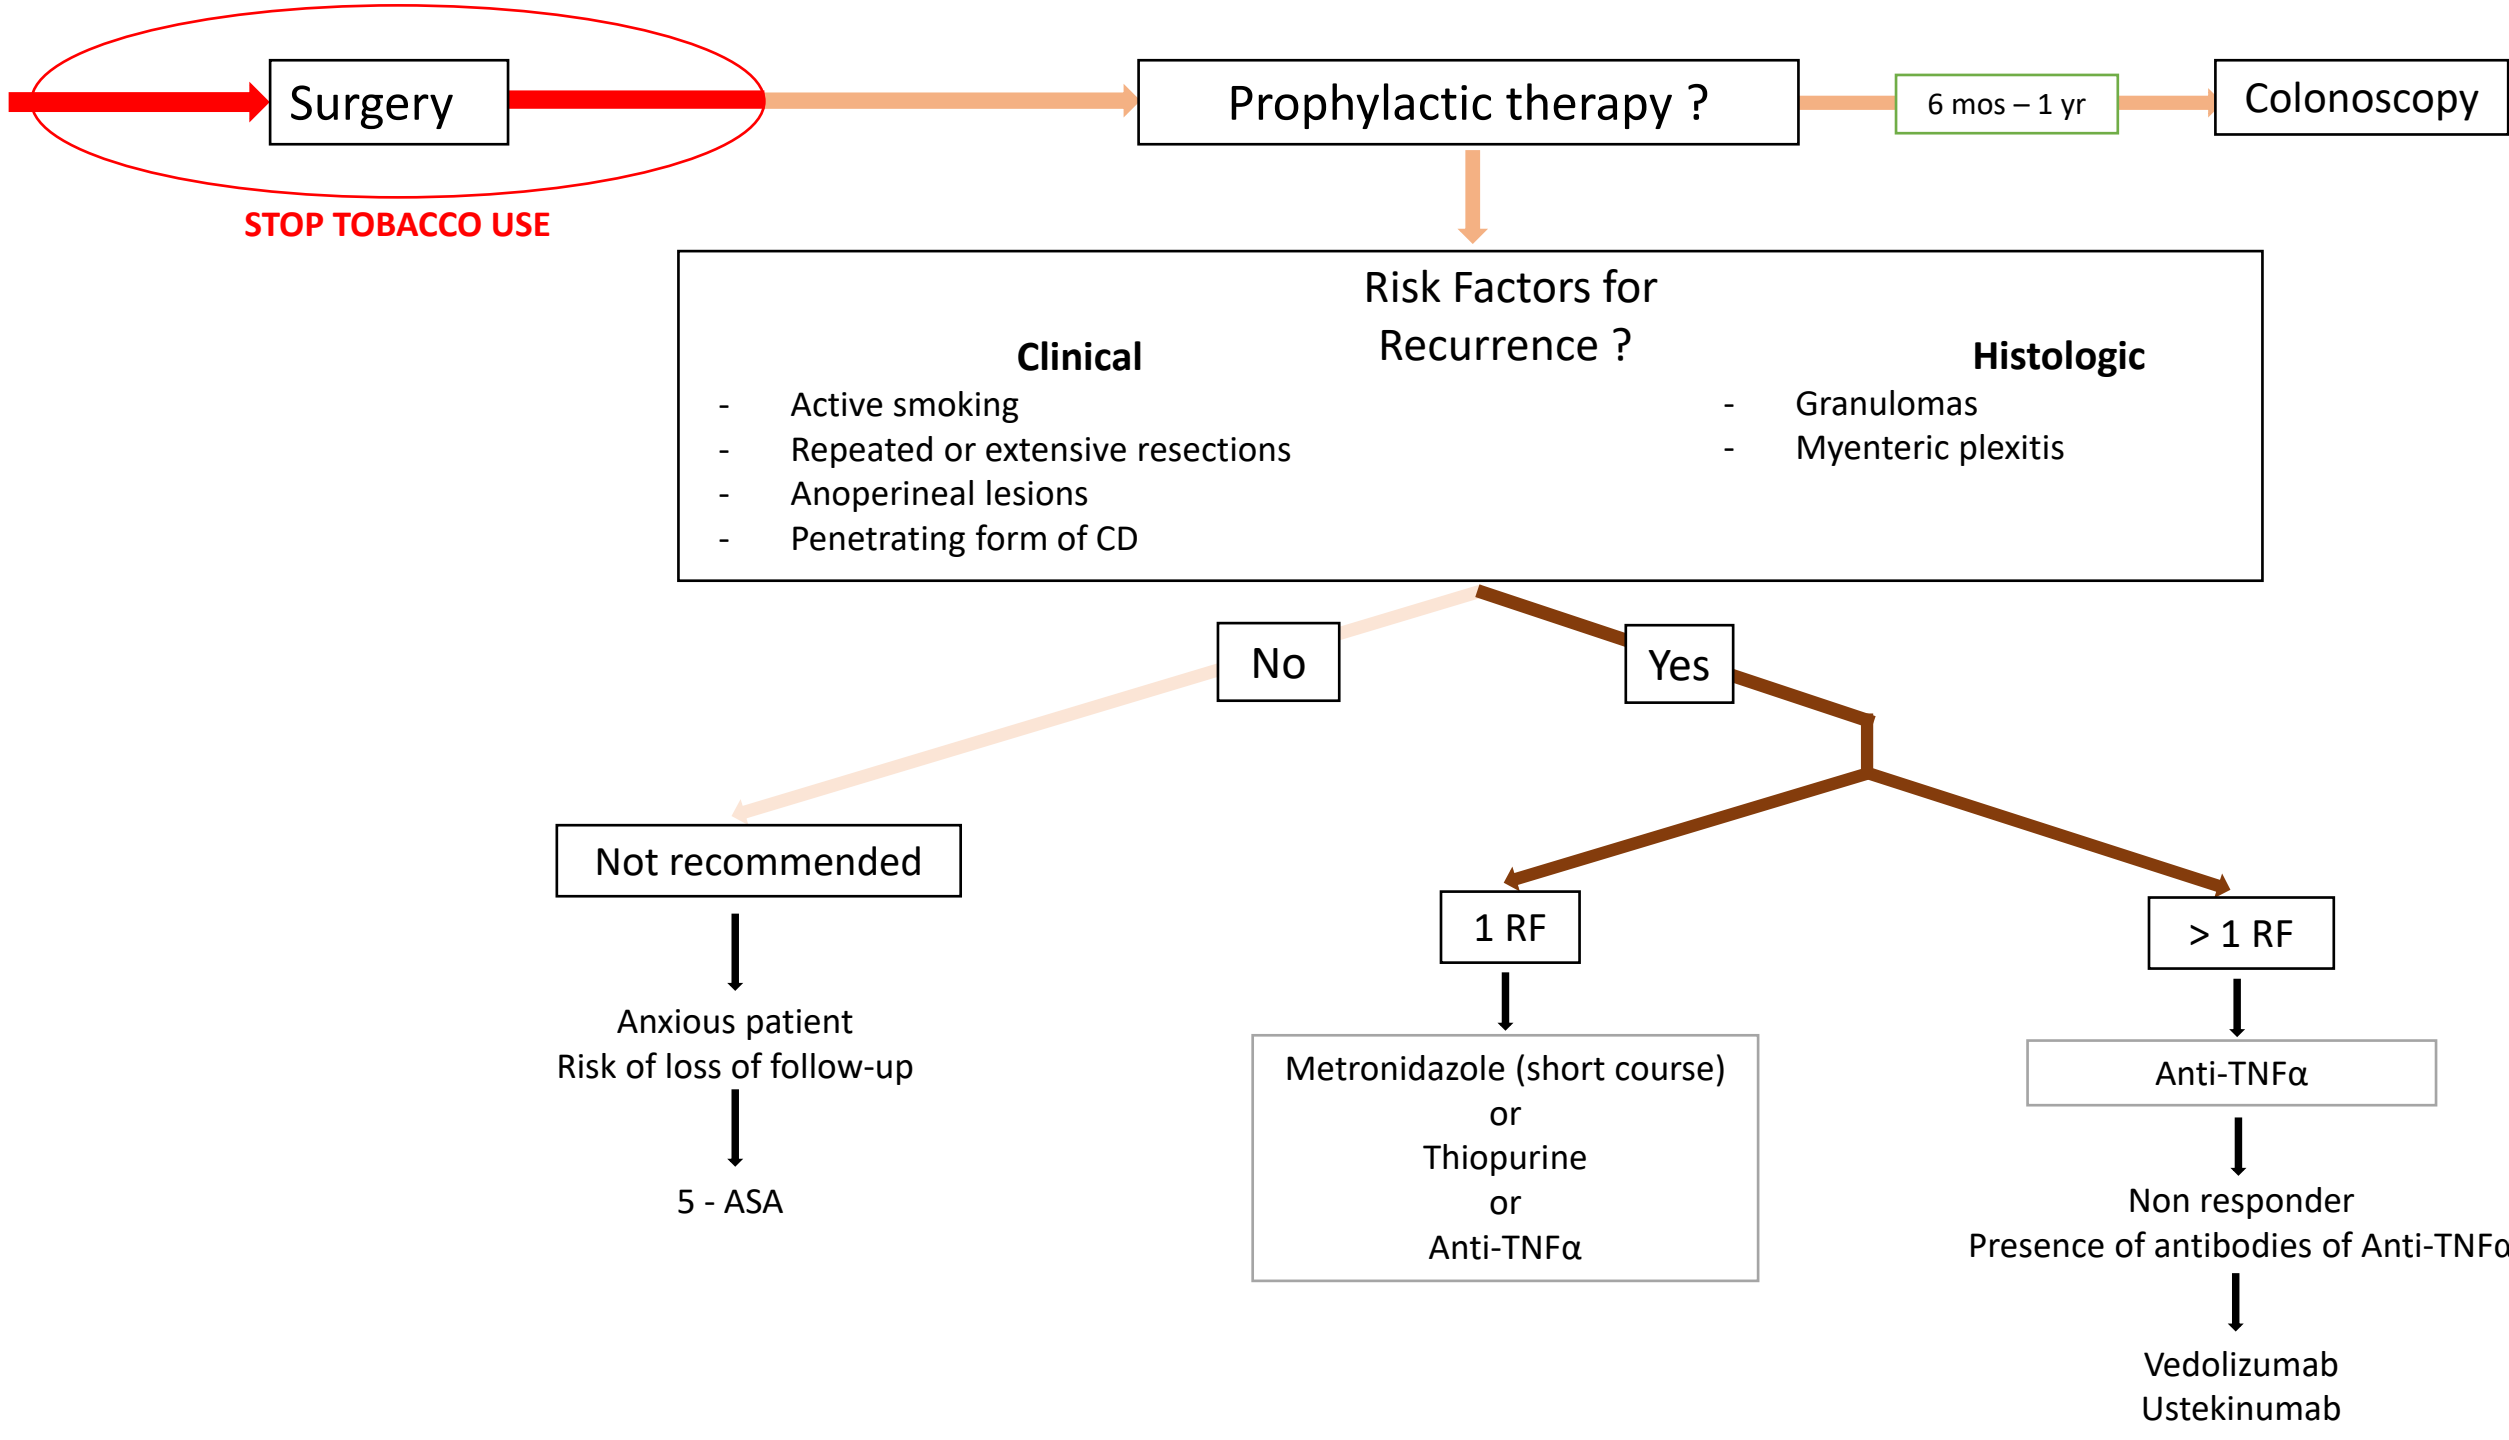 Surgery
Prophylactic therapy ?
6 mos – 1 yr
Colonoscopy
STOP TOBACCO USE
Risk Factors for
Recurrence ?
Clinical
- Active smoking
- Repeated or extensive resections
- Anoperineal lesions
- Penetrating form of CD
Histologic
- Granulomas
- Myenteric plexitis
No
Yes
Not recommended
Anxious patient
Risk of loss of follow-up
5 - ASA
1 RF
Metronidazole (short course)
or
Thiopurine
or
Anti-TNFα
> 1 RF
Anti-TNFα
Non responder
Presence of antibodies of Anti-TNFα
Vedolizumab
Ustekinumab